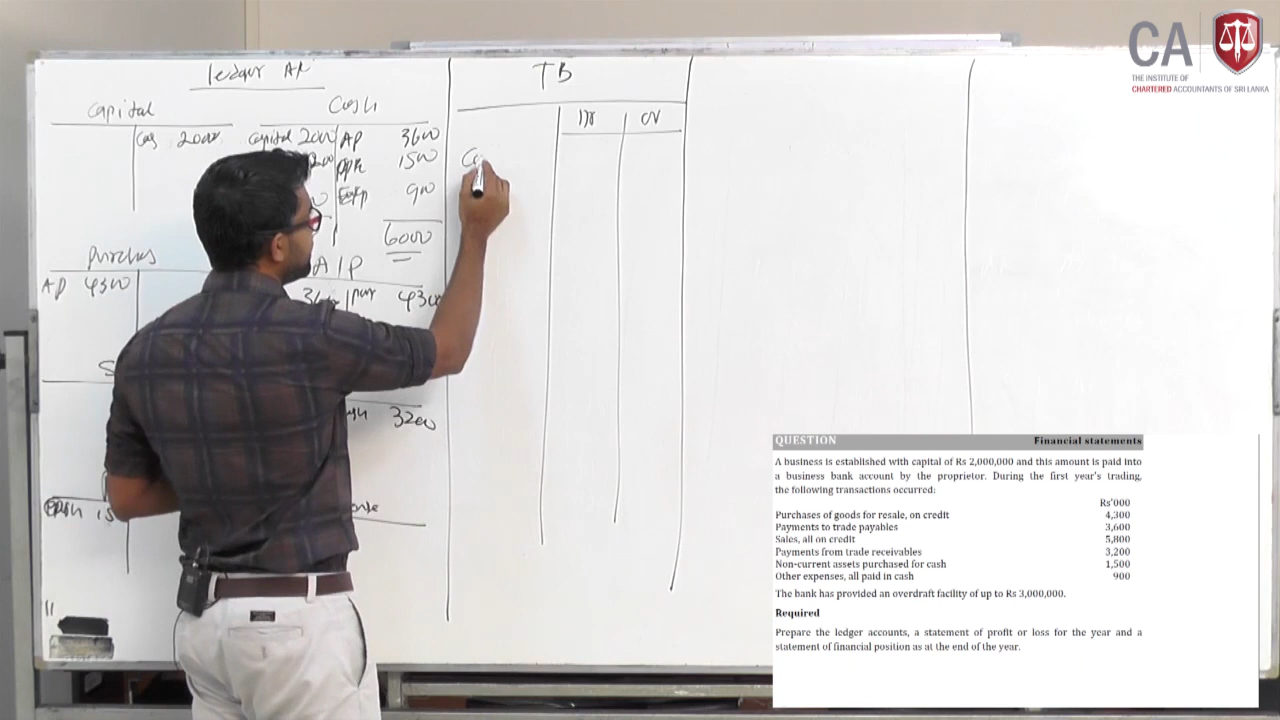 CA
THE INSTITUTE OF
CHARTERED ACCOUNTANTS OF SRI LANKA
ledger
Capital
Cash
Cash 2000
Capital 2000 AP 3600
PPE 1500
Exp 900
6000
Purchas
AP 4300
A/P
4300
3200
TB
Dr
Cr
QUESTION Financial statements
A business is established with capital of Rs 2,000,000 and this amount is paid into
a business bank account by the proprietor. During the first year's trading,
the following transactions occurred:
Rs'000
Purchases of goods for resale, on credit 4,300
Payments to trade payables 3,600
Sales, all on credit 5,800
Payments from trade receivables 3,200
Non-current assets purchased for cash 1,500
Other expenses, all paid in cash 900
The bank has provided an overdraft facility of up to Rs 3,000,000.
Required
Prepare the ledger accounts, a statement of profit or loss for the year and a
statement of financial position as at the end of the year.